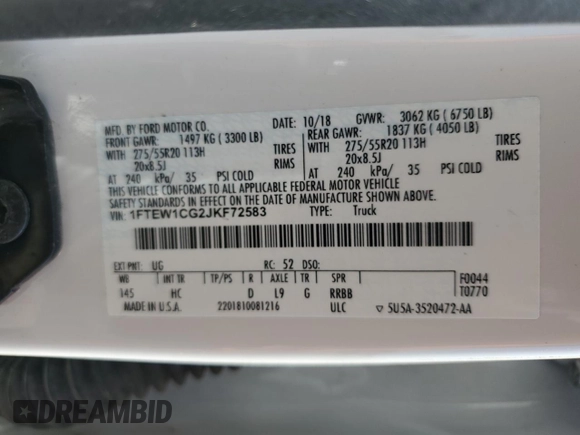 MFD. BY FORD MOTOR CO. DATE: 10/18 GVWR: 3062 KG ( 6750 LB)
FRONT GAWR: 1497 KG ( 3300 LB) REAR GAWR: 1837 KG ( 4050 LB)
WITH 275/55R20 113H TIRES 275/55R20 113H TIRES
20x8.5J RIMS 20x8.5J RIMS
AT 240 kPa/ 35 PSI COLD AT 240 kPa/ 35 PSI COLD
THIS VEHICLE CONFORMS TO ALL APPLICABLE FEDERAL MOTOR VEHICLE
SAFETY STANDARDS IN EFFECT ON THE DATE OF MANUFACTURE SHOWN ABOVE.
VIN: 1FTEW1CG2JKF72583 TYPE: Truck
EXT PNT: UG RC: 52 DSO:
WB INT TR TP/PS R AXLE TR SPR F0044
145 HC D L9 G RRBB T0770
MADE IN U.S.A. 2201810081216 ULC ▽ 5U5A-3520472-AA
DREAMBID